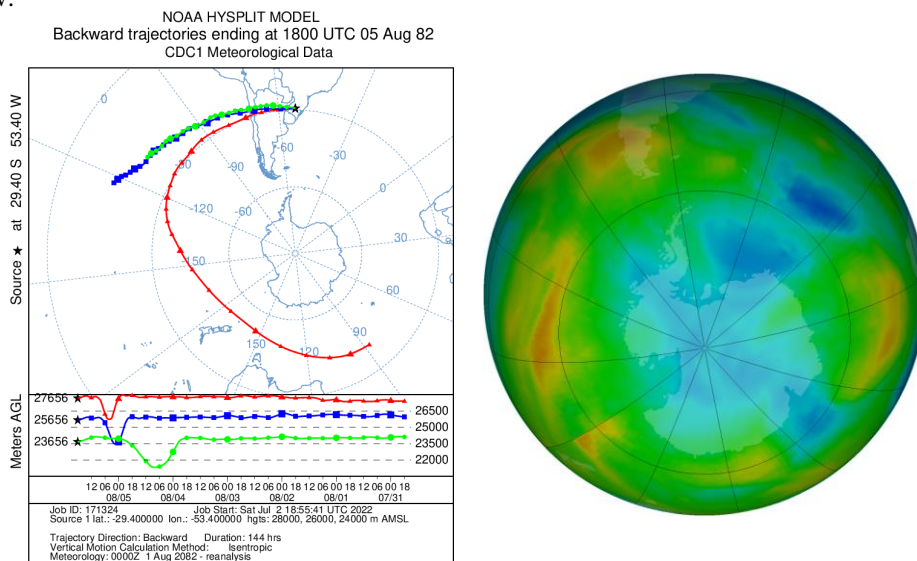 NOAA HYSPLIT MODEL
Backward trajectories ending at 1800 UTC 05 Aug 82
CDC1 Meteorological Data
Source ★ at 29.40 S 53.40 W
0
-30
-60
-90
-120
-150
-60
0
30
60
90
120
150
Meters AGL
27656
25656
23656
26500
25000
23500
22000
12 06 00 18 12 06 00 18 12 06 00 18 12 06 00 18 12 06 00 18 12 06 00 18
08/05 08/04 08/03 08/02 08/01 07/31
Job ID: 171324 Job Start: Sat Jul 2 18:55:41 UTC 2022
Source 1 lat.: -29.400000 lon.: -53.400000 hgts: 28000, 26000, 24000 m AMSL
Trajectory Direction: Backward Duration: 144 hrs
Vertical Motion Calculation Method: Isentropic
Meteorology: 0000Z 1 Aug 2082 - reanalysis